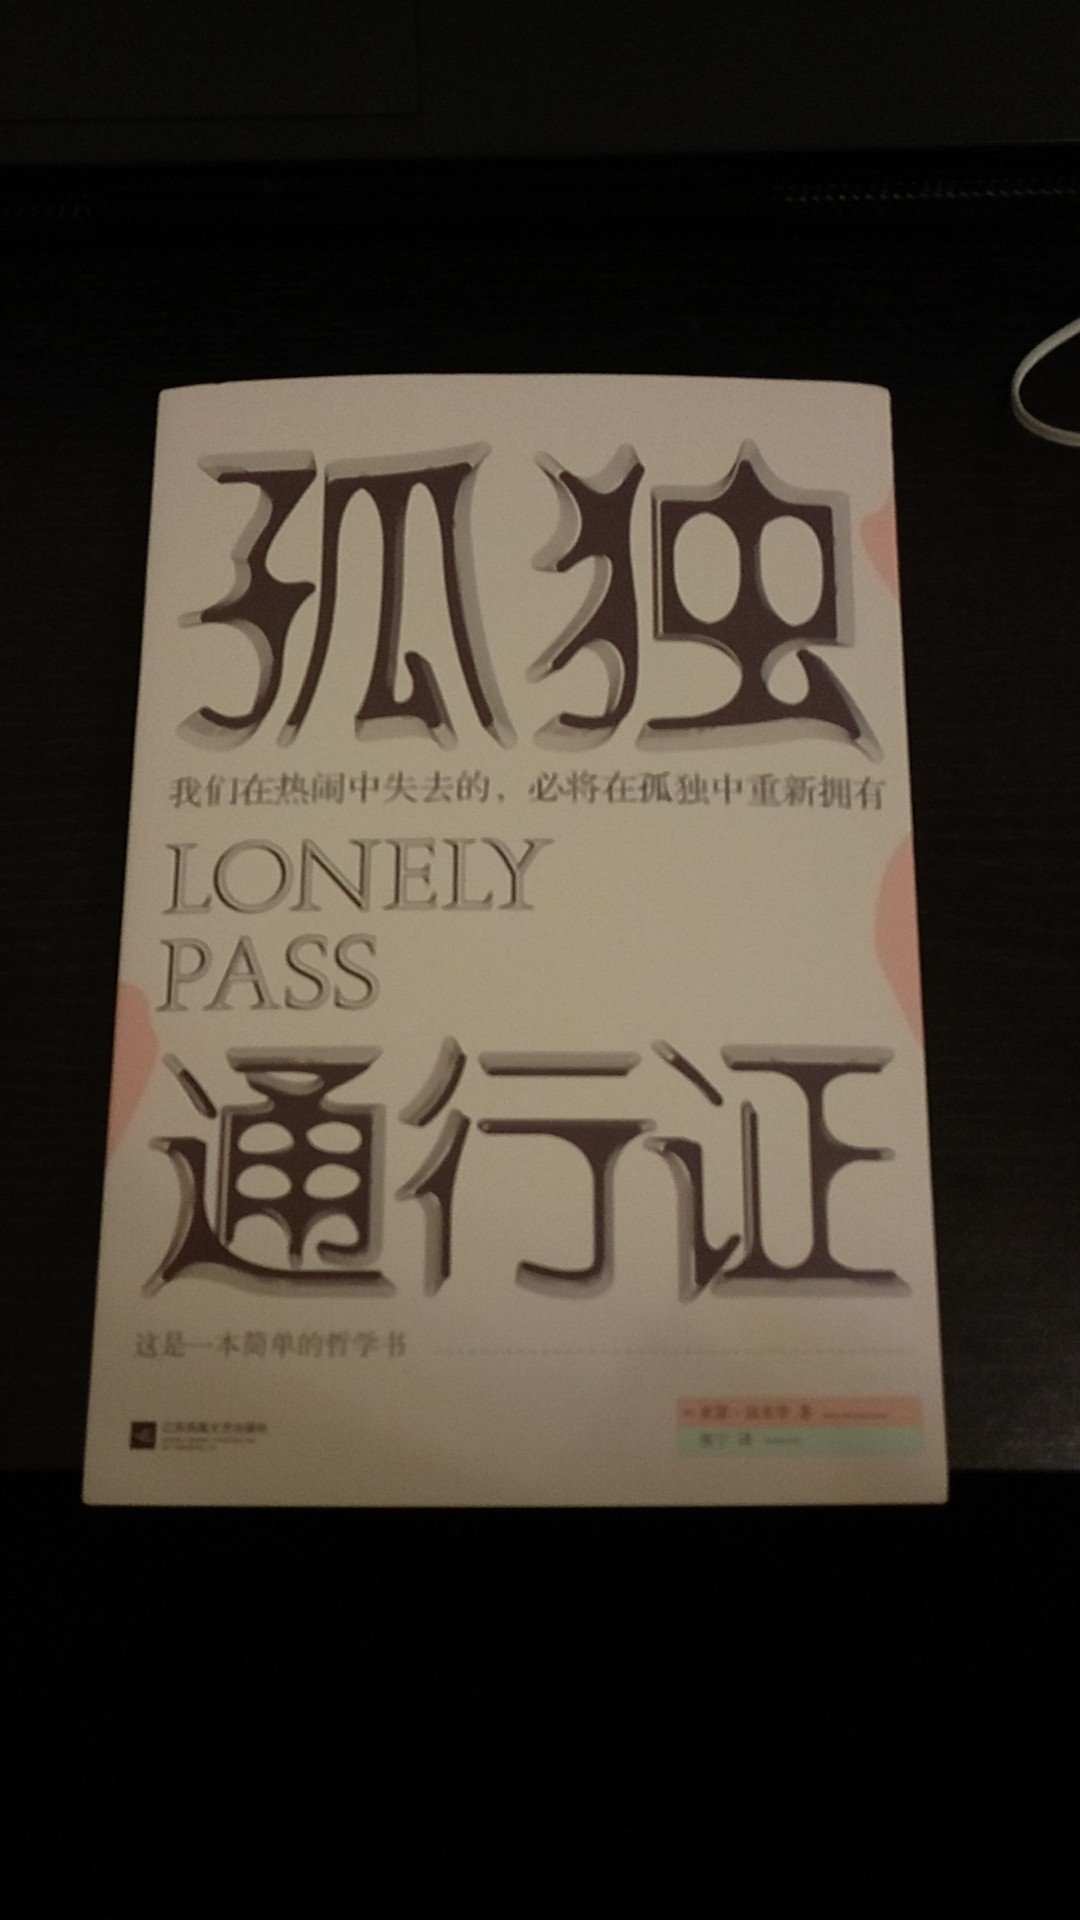 孤独
我们在热闹中失去的，必将在孤独中重新拥有
LONELY
PASS
通行证
这是一本简单的哲学书